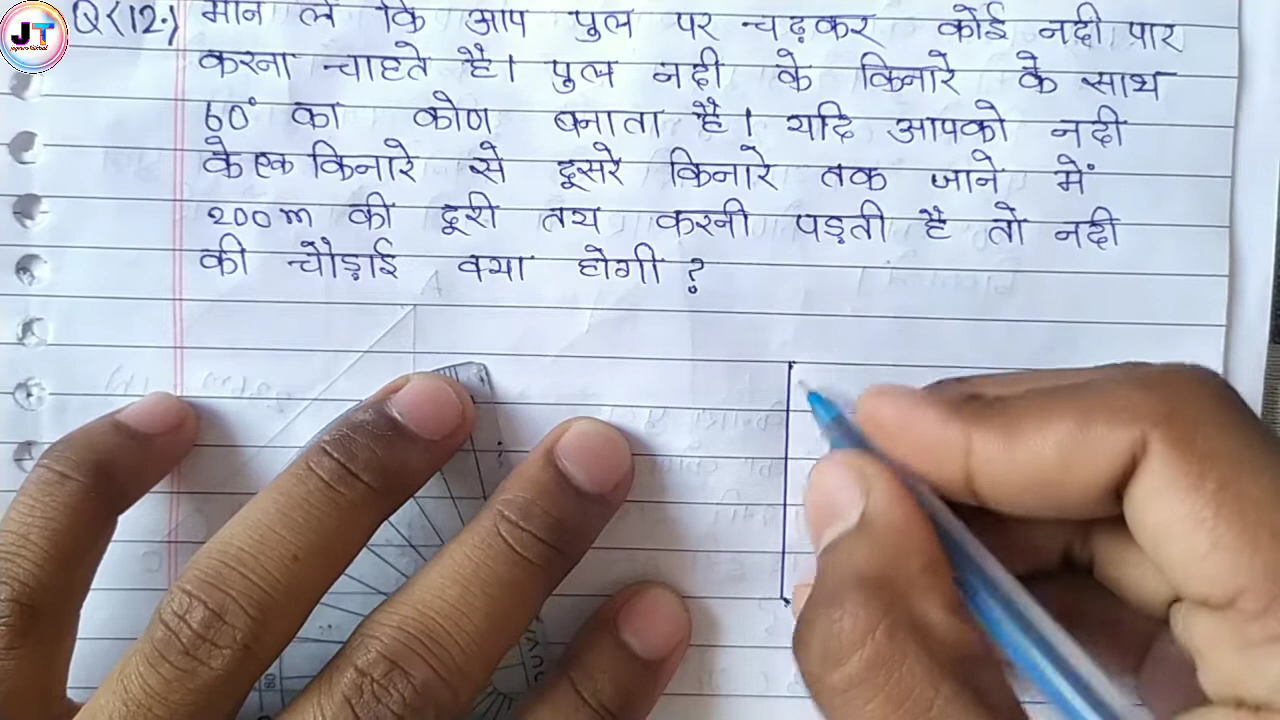 JT
Q(12.) मान लें कि आप पुल पर चढ़कर कोई नदी पार
करना चाहते है। पुल नदी के किनारे के साथ
60° का कोण बनाता है। यदि आपको नदी
के एक किनारे से दूसरे किनारे तक जाने में
200m की दूरी तय करनी पड़ती है तो नदी
की चौड़ाई क्या होगी ?
A